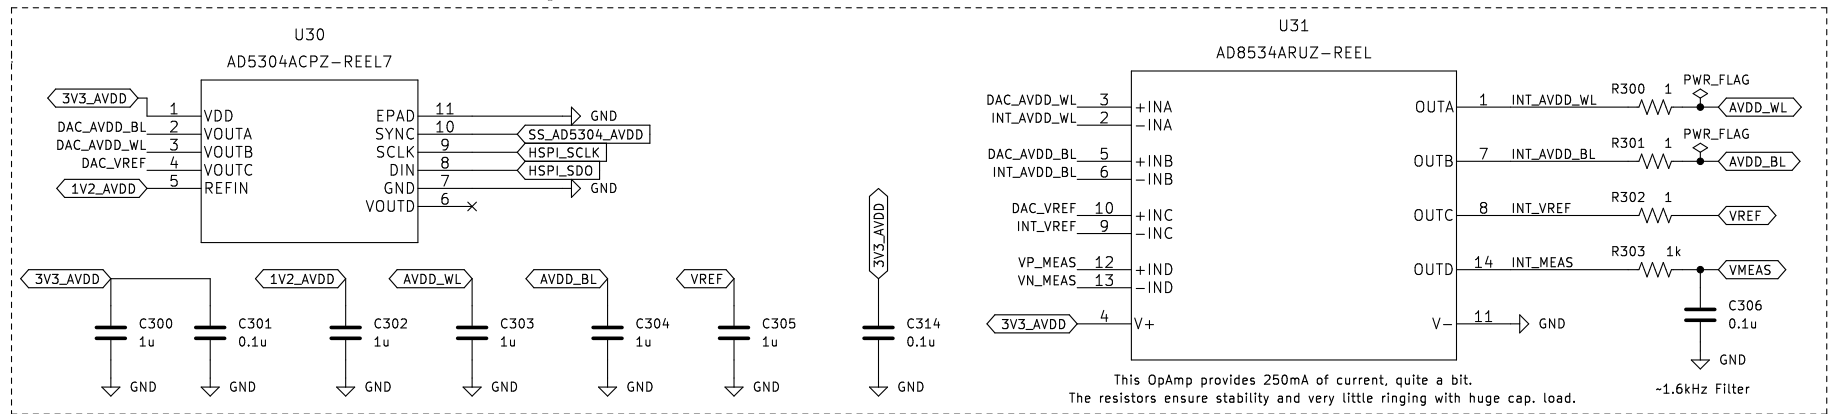 U30
AD5304ACPZ-REEL7
3V3_AVDD
1 VDD
DAC_AVDD_BL 2 VOUTA
DAC_AVDD_WL 3 VOUTB
DAC_VREF 4 VOUTC
1V2_AVDD 5 REFIN
EPAD 11 GND
SYNC 10 SS_AD5304_AVDD
SCLK 9 HSPI_SCLK
DIN 8 HSPI_SDO
GND 7 GND
VOUTD 6
3V3_AVDD
C300
1u
GND
C301
0.1u
GND
1V2_AVDD
C302
1u
GND
AVDD_WL
C303
1u
GND
AVDD_BL
C304
1u
GND
VREF
C305
1u
GND
3V3_AVDD
C314
0.1u
GND
U31
AD8534ARUZ-REEL
DAC_AVDD_WL 3 +INA
INT_AVDD_WL 2 -INA
DAC_AVDD_BL 5 +INB
INT_AVDD_BL 6 -INB
DAC_VREF 10 +INC
INT_VREF 9 -INC
VP_MEAS 12 +IND
VN_MEAS 13 -IND
3V3_AVDD 4 V+
PWR_FLAG
R300 1
OUTA 1 INT_AVDD_WL AVDD_WL
PWR_FLAG
R301 1
OUTB 7 INT_AVDD_BL AVDD_BL
R302 1
OUTC 8 INT_VREF VREF
R303 1k
OUTD 14 INT_MEAS VMEAS
V- 11 GND
C306
0.1u
GND
~1.6kHz Filter
This OpAmp provides 250mA of current, quite a bit.
The resistors ensure stability and very little ringing with huge cap. load.